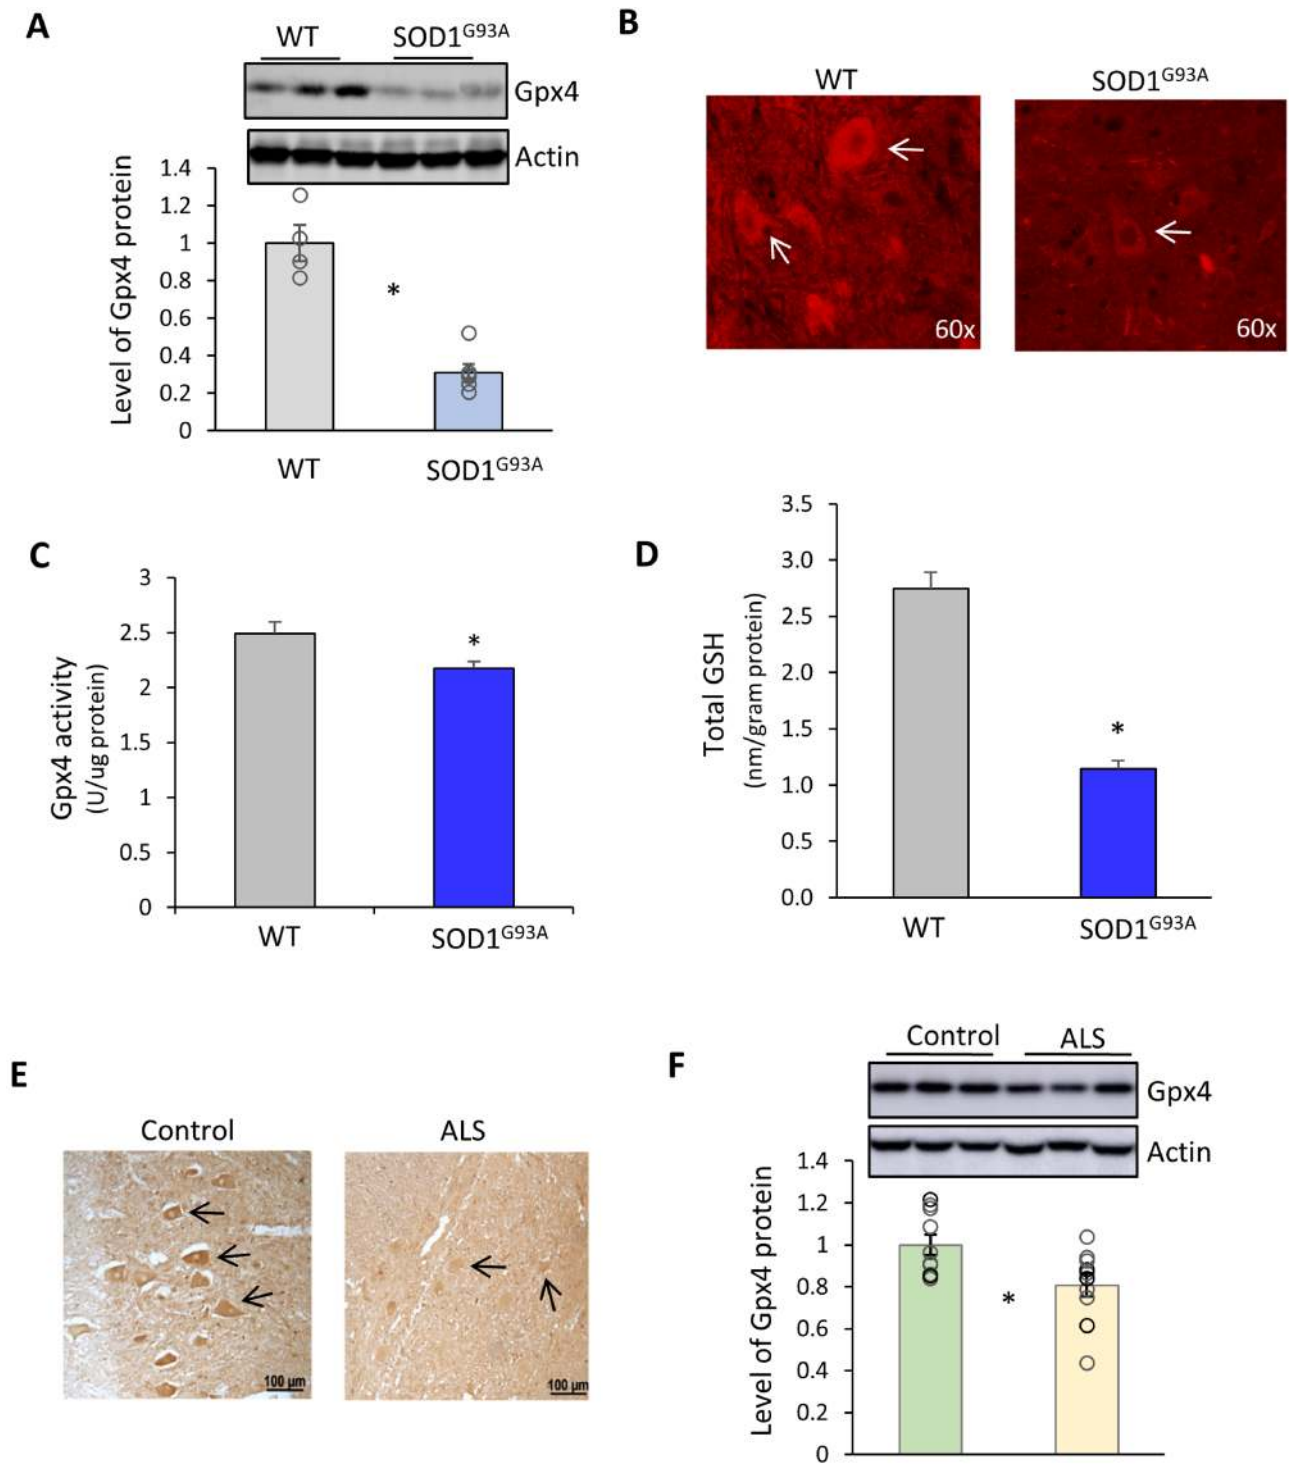 A
WT SOD1G93A
Gpx4
Actin
Level of Gpx4 protein
1.4
1.2
1
0.8
0.6
0.4
0.2
0
*
WT SOD1G93A
B
WT SOD1G93A
60x 60x
C
Gpx4 activity
(U/ug protein)
3
2.5
2
1.5
1
0.5
0
*
WT SOD1G93A
D
Total GSH
(nm/gram protein)
3.5
3.0
2.5
2.0
1.5
1.0
0.5
0.0
*
WT SOD1G93A
E
Control ALS
100 µm 100 µm
F
Control ALS
Gpx4
Actin
Level of Gpx4 protein
1.4
1.2
1
0.8
0.6
0.4
0.2
0
*